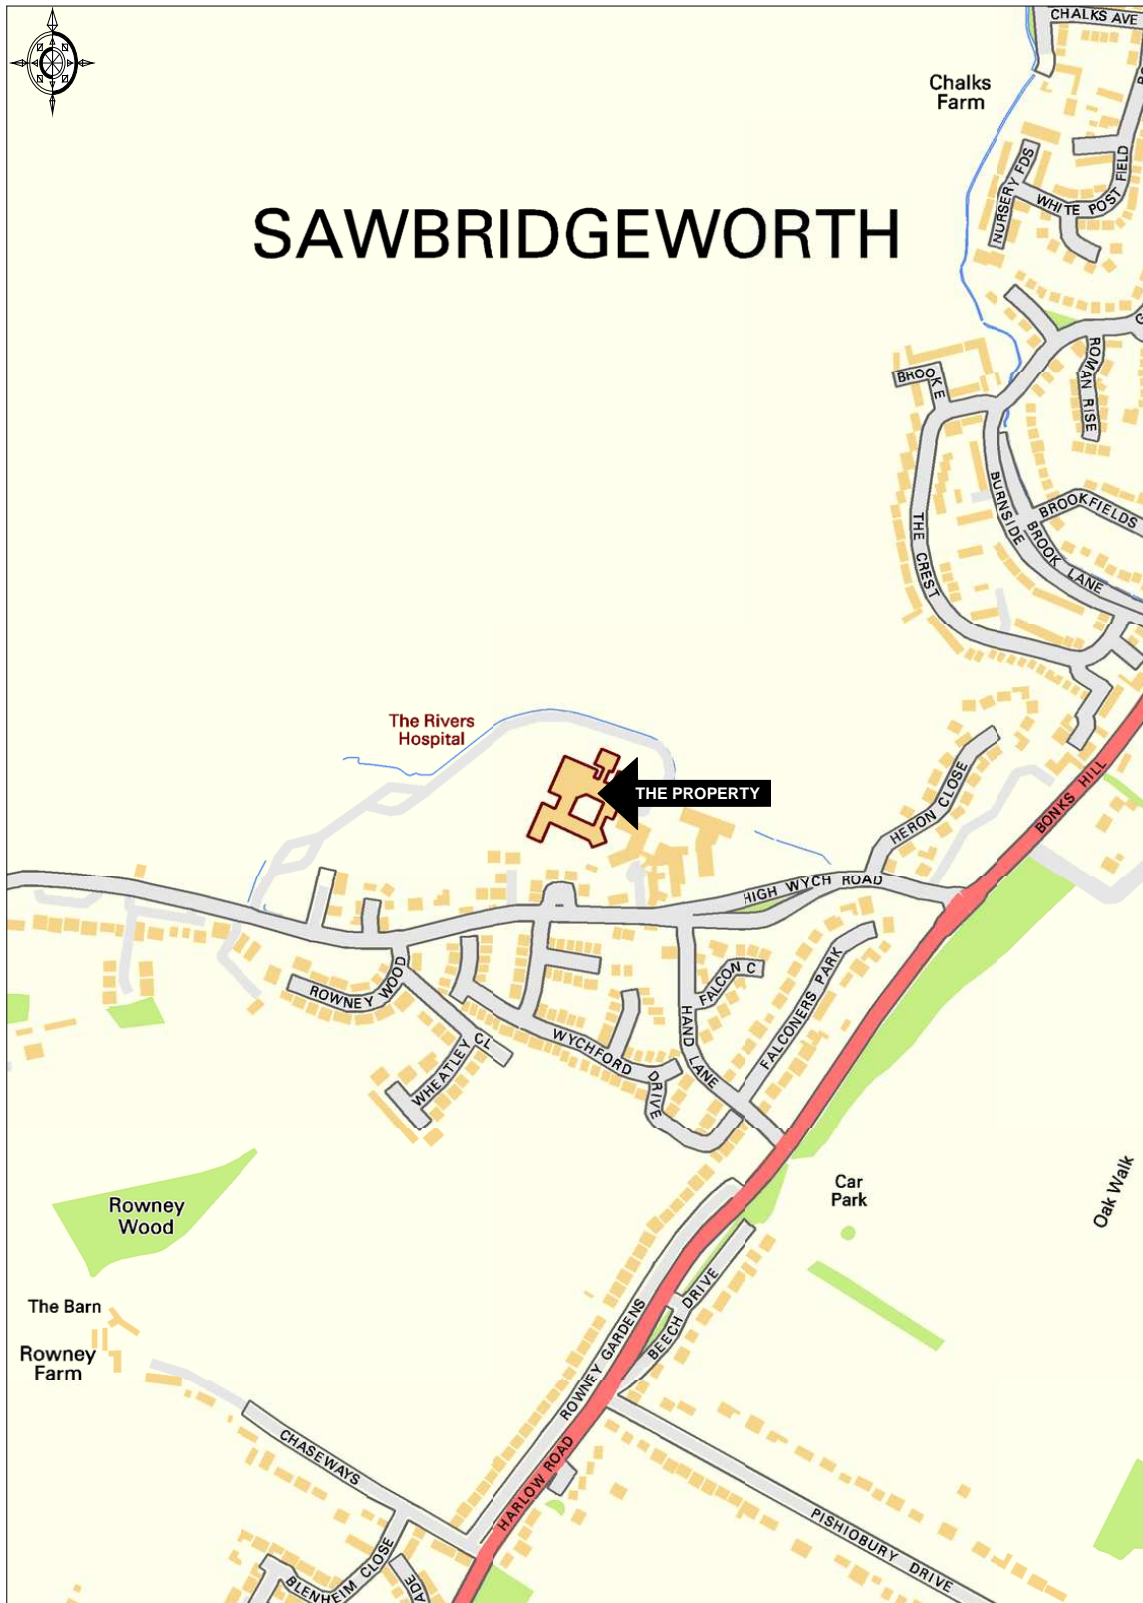 CHALKS AVE
Chalks
Farm
NURSERY FDS
WHITE POST FIELD
SAWBRIDGEWORTH
ROMAN RISE
BROOKE
BURNSIDE
BROOKFIELDS
BROOK LANE
THE CREST
The Rivers
Hospital
THE PROPERTY
HERON CLOSE
BONKS HILL
HIGH WYCH ROAD
ROWNEY WOOD
FALCON C
FALCONERS PARK
HAND LANE
WYCHFORD DRIVE
WHEATLEY CL
Car
Park
Oak Walk
Rowney
Wood
The Barn
Rowney
Farm
BEECH DRIVE
ROWNEY GARDENS
HARLOW ROAD
CHASEWAYS
PISHIOBURY DRIVE
BLENHEIM CLOSE
ADE